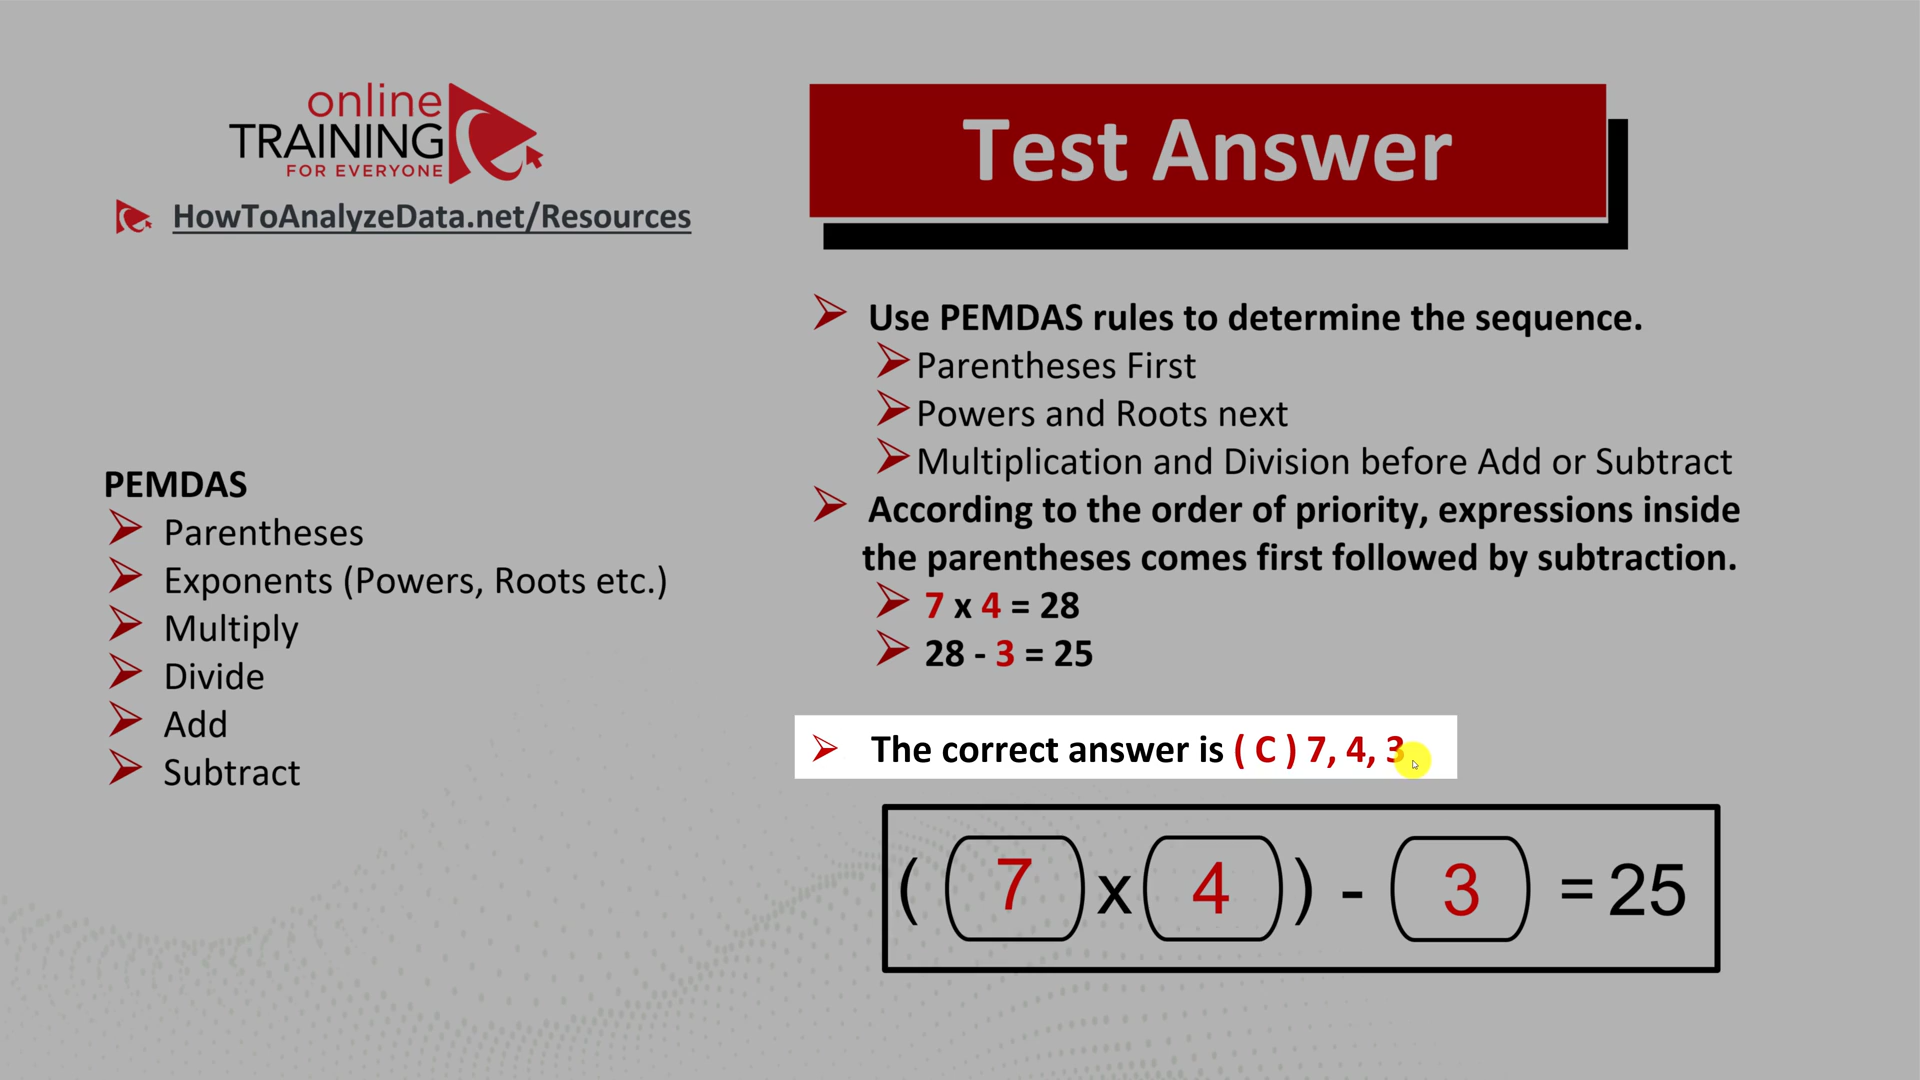 online
TRAINING
FOR EVERYONE
HowToAnalyzeData.net/Resources
PEMDAS
Parentheses
Exponents (Powers, Roots etc.)
Multiply
Divide
Add
Subtract
Test Answer
Use PEMDAS rules to determine the sequence.
Parentheses First
Powers and Roots next
Multiplication and Division before Add or Subtract
According to the order of priority, expressions inside
the parentheses comes first followed by subtraction.
7 x 4 = 28
28 - 3 = 25
The correct answer is ( C ) 7, 4, 3
( 7 x 4 ) - 3 = 25